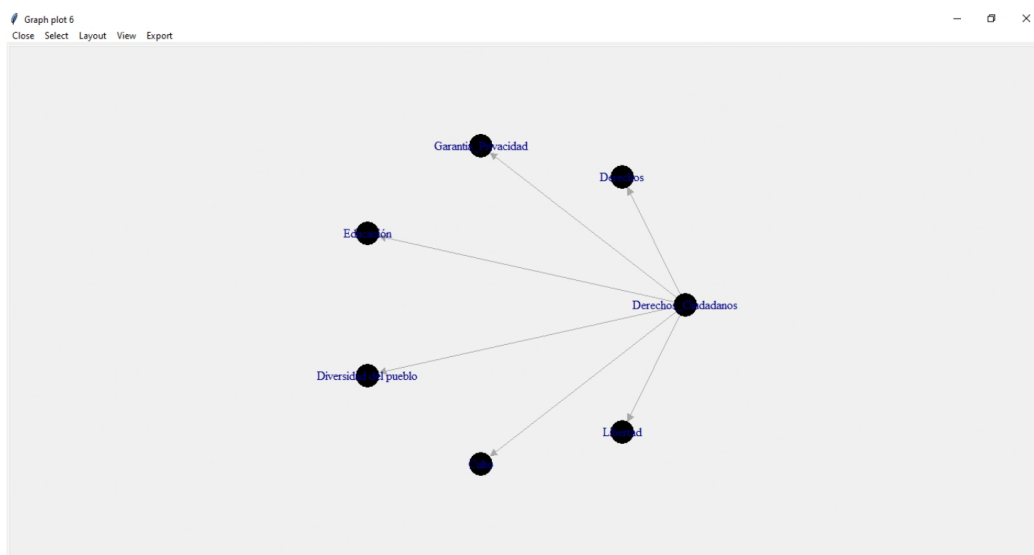 Graph plot 6
Close Select Layout View Export
Garantía Privacidad
Derechos
Educación
Derechos Ciudadanos
Diversidad del pueblo
Libertad